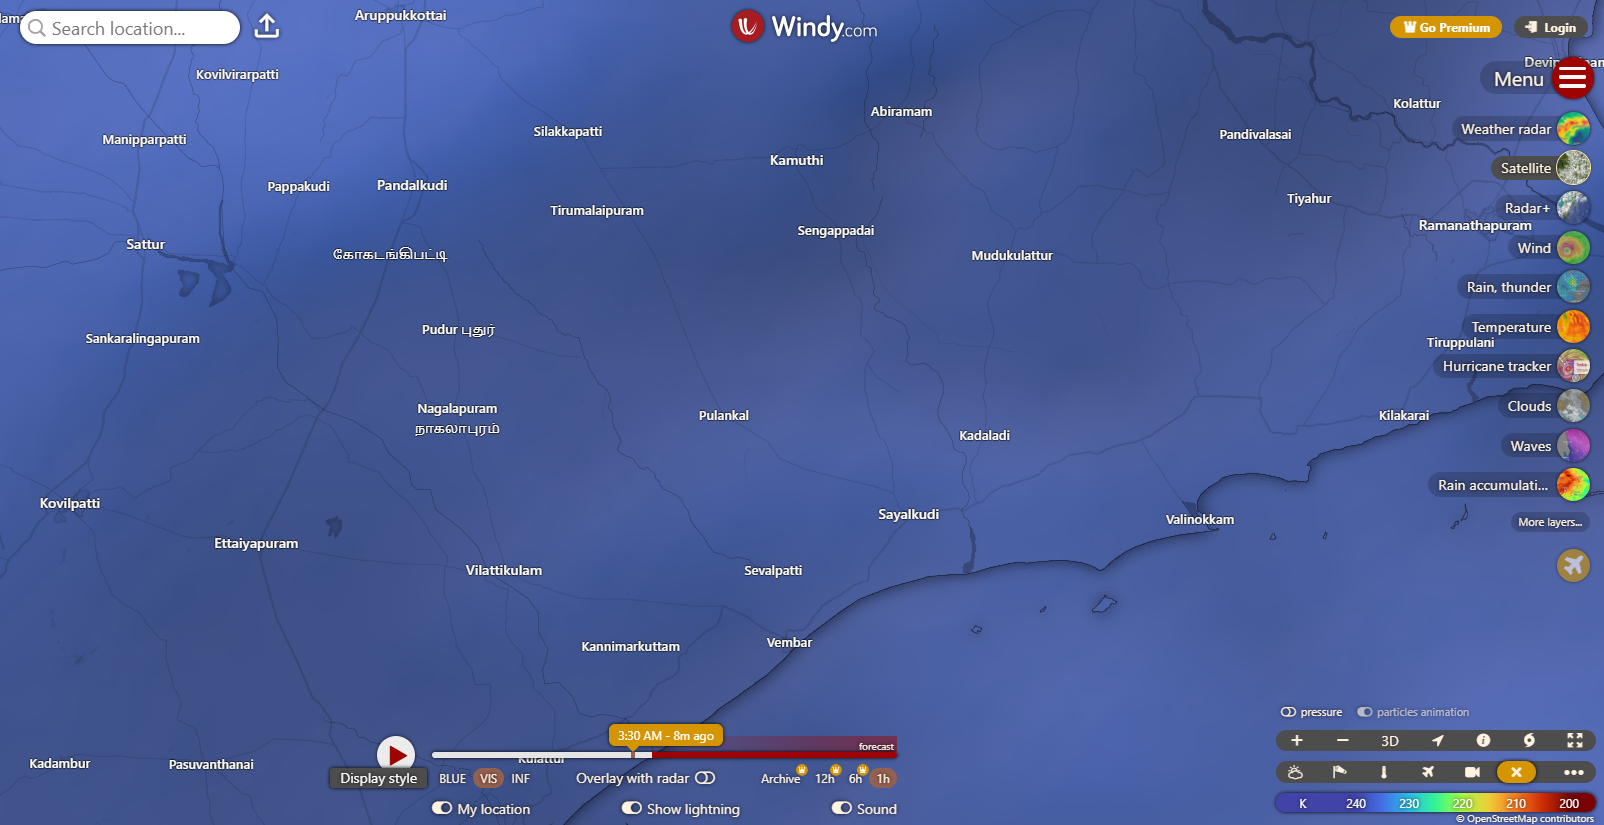 Search location...
Windy.com
Go Premium
Login
Menu
Aruppukkottai
Kovilvirarpatti
Abiramam
Kolattur
Silakkapatti
Pandivalasai
Manipparpatti
Weather radar
Kamuthi
Satellite
Pappakudi
Pandalkudi
Tiyahur
Tirumalaipuram
Radar+
Ramanathapuram
Sengappadai
Sattur
Wind
கோகடங்கிபட்டி
Mudukulattur
Rain, thunder
Pudur புதுர்
Temperature
Sankaralingapuram
Tiruppulani
Hurricane tracker
Nagalapuram
நாகலாபுரம்
Pulankal
Clouds
Kilakarai
Kadaladi
Waves
Rain accumulati...
Kovilpatti
Sayalkudi
Valinokkam
More layers...
Ettaiyapuram
Vilattikulam
Sevalpatti
Kannimarkuttam
Vembar
pressure
particles animation
3:30 AM - 8m ago
forecast
3D
Kadambur
Pasuvanthanai
Kulattur
Display style
BLUE VIS INF
Overlay with radar
Archive 12h 6h 1h
My location
Show lightning
Sound
K 240 230 220 210 200
© OpenStreetMap contributors